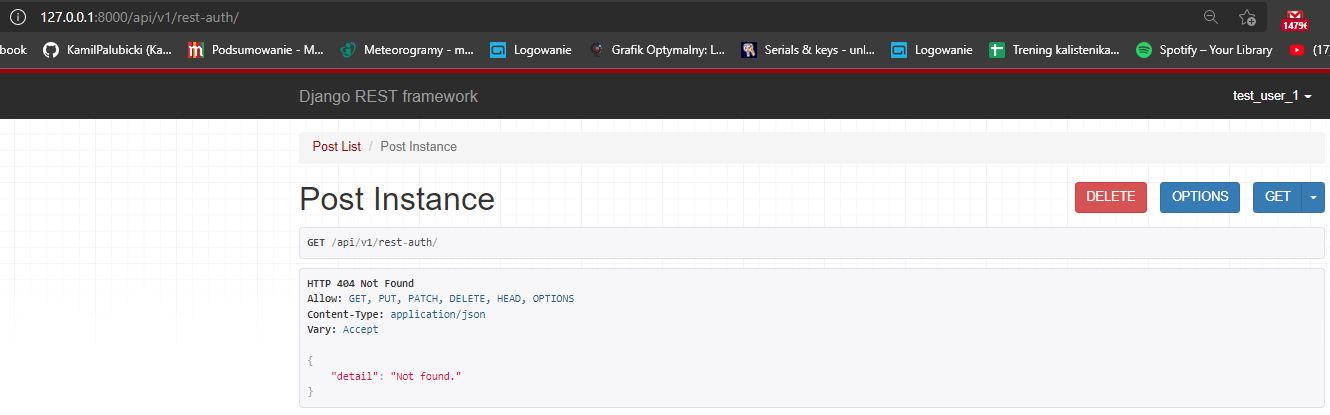 127.0.0.1:8000/api/v1/rest-auth/
1479€
book KamilPalubicki (Ka... Podsumowanie - M... Meteorogramy - m... Logowanie Grafik Optymalny: L... Serials & keys - unl... Logowanie Trening kalistenika... Spotify – Your Library (17
Django REST framework test_user_1
Post List / Post Instance
Post Instance DELETE OPTIONS GET
GET /api/v1/rest-auth/
HTTP 404 Not Found
Allow: GET, PUT, PATCH, DELETE, HEAD, OPTIONS
Content-Type: application/json
Vary: Accept
{
"detail": "Not found."
}